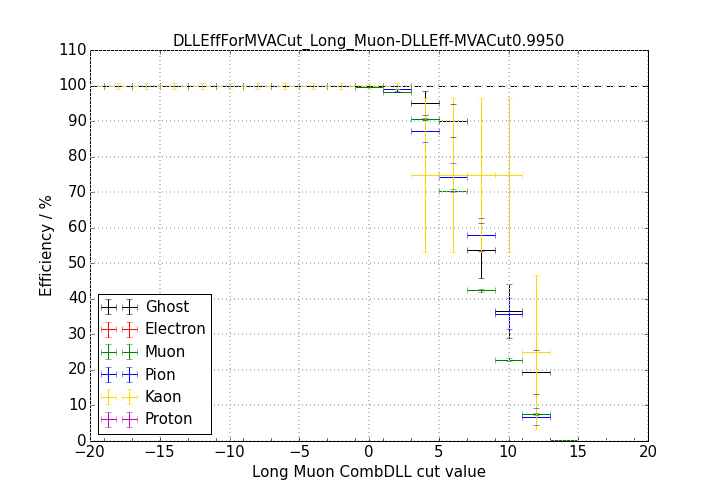 DLLEffForMVACut_Long_Muon-DLLEff-MVACut0.9950
110
100
90
80
70
60
50
40
30
20
10
0
Efficiency / %
Ghost
Electron
Muon
Pion
Kaon
Proton
−20 −15 −10 −5 0 5 10 15 20
Long Muon CombDLL cut value